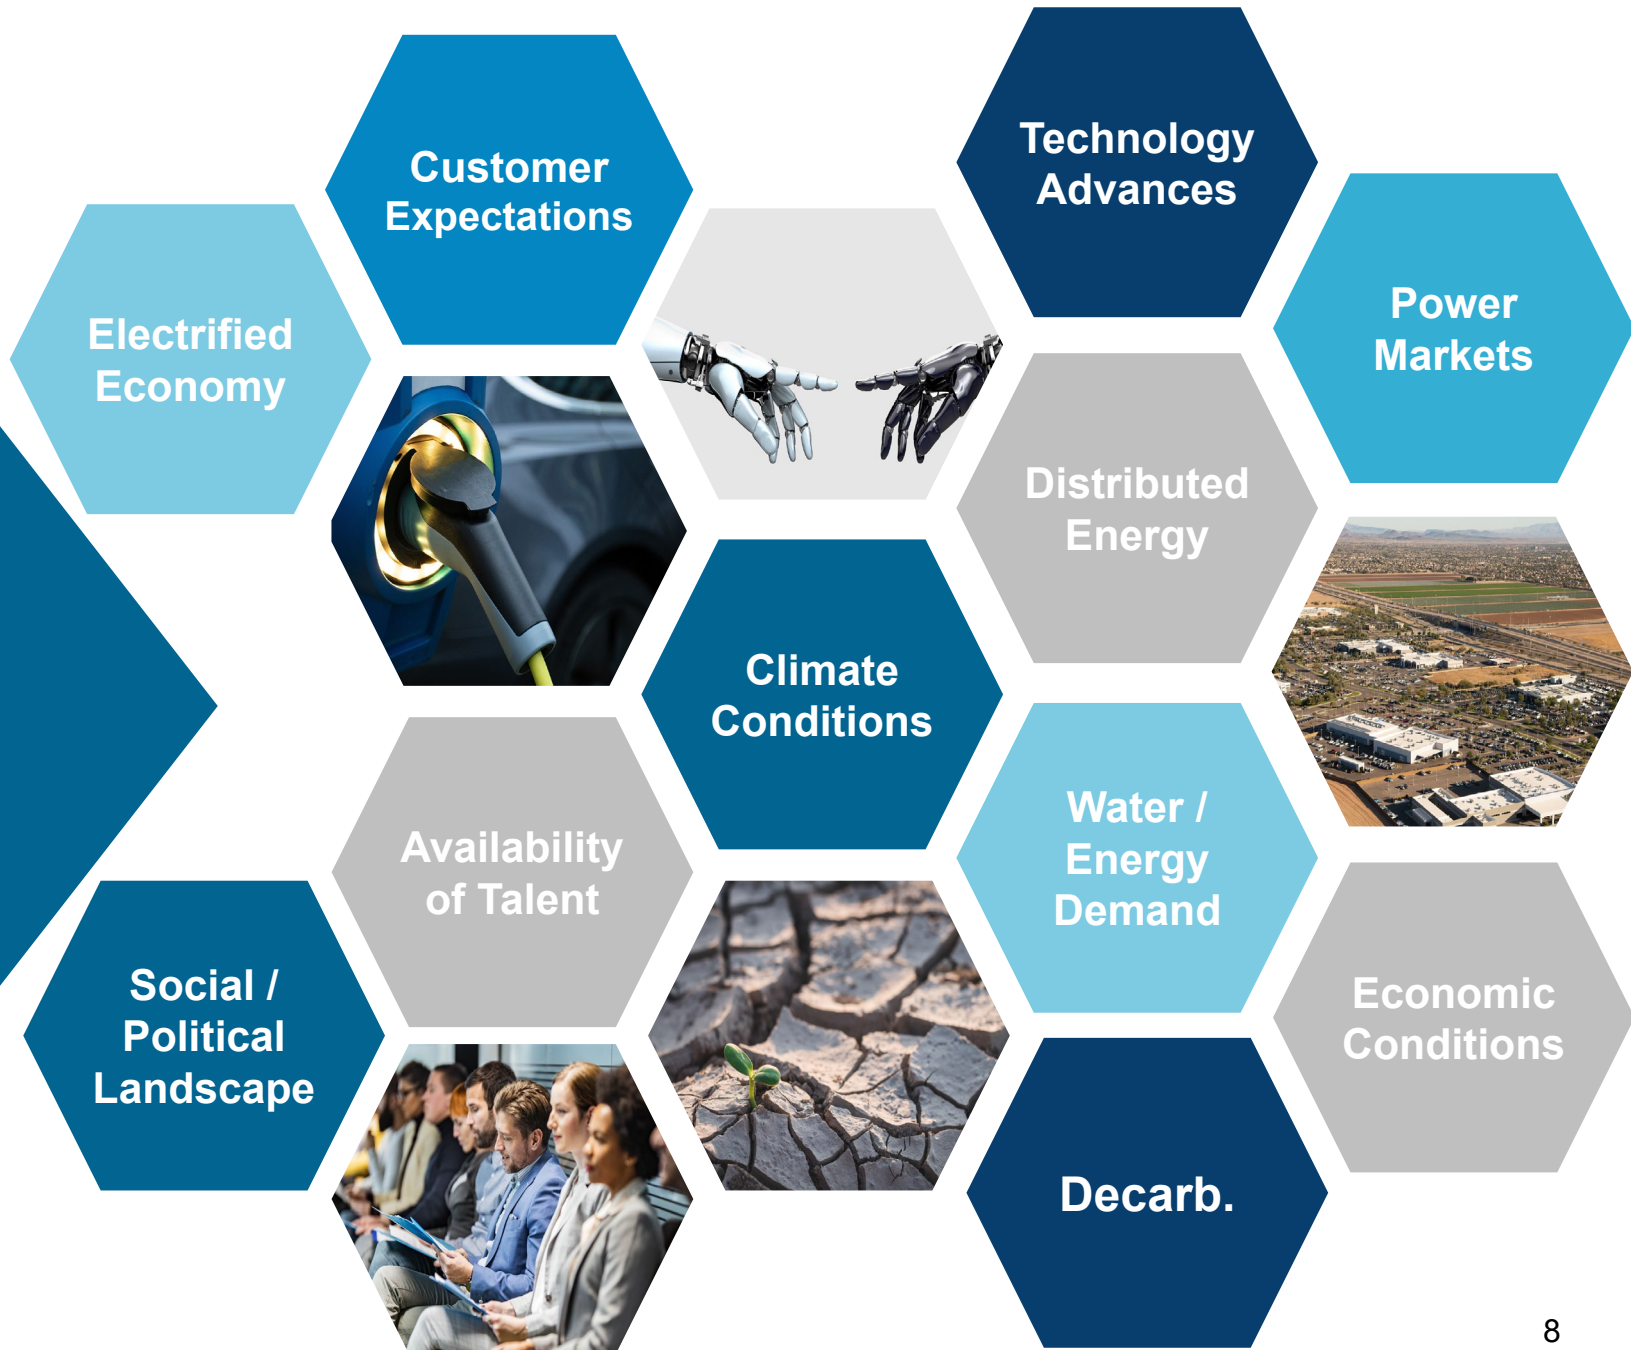 Customer
Expectations
Technology
Advances
Electrified
Economy
Power
Markets
Distributed
Energy
Climate
Conditions
Availability
of Talent
Water /
Energy
Demand
Social /
Political
Landscape
Economic
Conditions
Decarb.
8